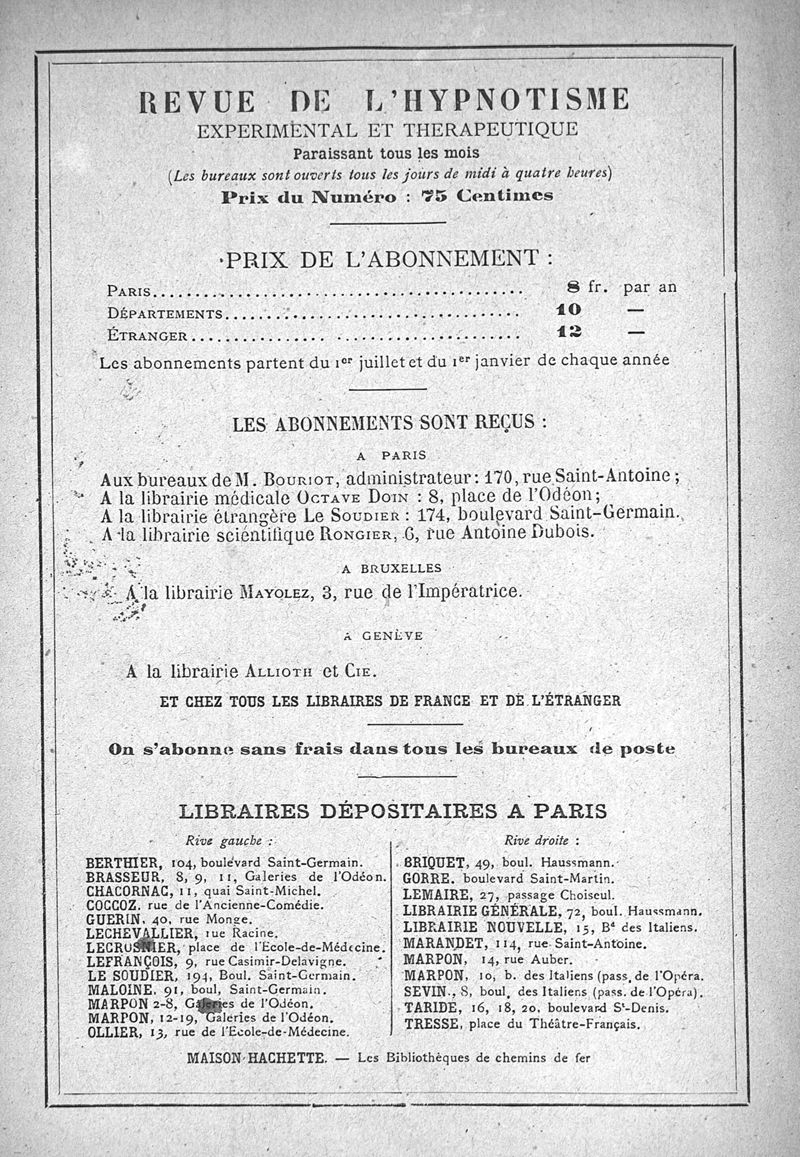 REVUE DE L'HYPNOTISME
EXPERIMENTAL ET THERAPEUTIQUE
Paraissant tous les mois
(Les bureaux sont ouverts tous les jours de midi à quatre heures)
Prix du Numéro : 75 Centimes
PRIX DE L'ABONNEMENT :
PARIS........................................ 8 fr. par an
DÉPARTEMENTS................................ 10 —
ÉTRANGER.................................... 12 —
Les abonnements partent du 1er juillet et du 1er janvier de chaque année
LES ABONNEMENTS SONT REÇUS :
A PARIS
Aux bureaux de M. BOURIOT, administrateur : 170, rue Saint-Antoine ;
A la librairie médicale OCTAVE DOIN : 8, place de l'Odéon ;
A la librairie étrangère LE SOUDIER : 174, boulevard Saint-Germain.
A la librairie scientifique RONGIER, 6, rue Antoine Dubois.
A BRUXELLES
A la librairie MAYOLEZ, 3, rue de l'Impératrice.
A GENÈVE
A la librairie ALLIOTH et CIE.
ET CHEZ TOUS LES LIBRAIRES DE FRANCE ET DE L'ÉTRANGER
On s'abonne sans frais dans tous les bureaux de poste
LIBRAIRES DÉPOSITAIRES A PARIS
Rive gauche :
BERTHIER, 104, boulevard Saint-Germain.
BRASSEUR, 8, 9, 11, Galeries de l'Odéon.
CHACORNAC, 11, quai Saint-Michel.
COCCOZ. rue de l'Ancienne-Comédie.
GUERIN. 40, rue Monge.
LECHEVALLIER, rue Racine.
LECROSNIER, place de l'Ecole-de-Médecine.
LEFRANÇOIS, 9, rue Casimir-Delavigne.
LE SOUDIER, 194, Boul. Saint-Germain.
MALOINE. 91, boul, Saint-Germain.
MARPON 2-8, Galeries de l'Odéon.
MARPON, 12-19, Galeries de l'Odéon.
OLLIER, 13, rue de l'Ecole-de-Médecine.
Rive droite :
BRIQUET, 49, boul. Haussmann.
GORRE. boulevard Saint-Martin.
LEMAIRE, 27, passage Choiseul.
LIBRAIRIE GÉNÉRALE, 72, boul. Haussmann.
LIBRAIRIE NOUVELLE, 15, Bd des Italiens.
MARANDET, 114, rue Saint-Antoine.
MARPON, 14, rue Auber.
MARPON, 10, b. des Italiens (pass. de l'Opéra.
SEVIN., 8, boul. des Italiens (pass. de l'Opéra).
TARIDE, 16, 18, 20, boulevard St-Denis.
TRESSE, place du Théâtre-Français.
MAISON HACHETTE. — Les Bibliothèques de chemins de fer